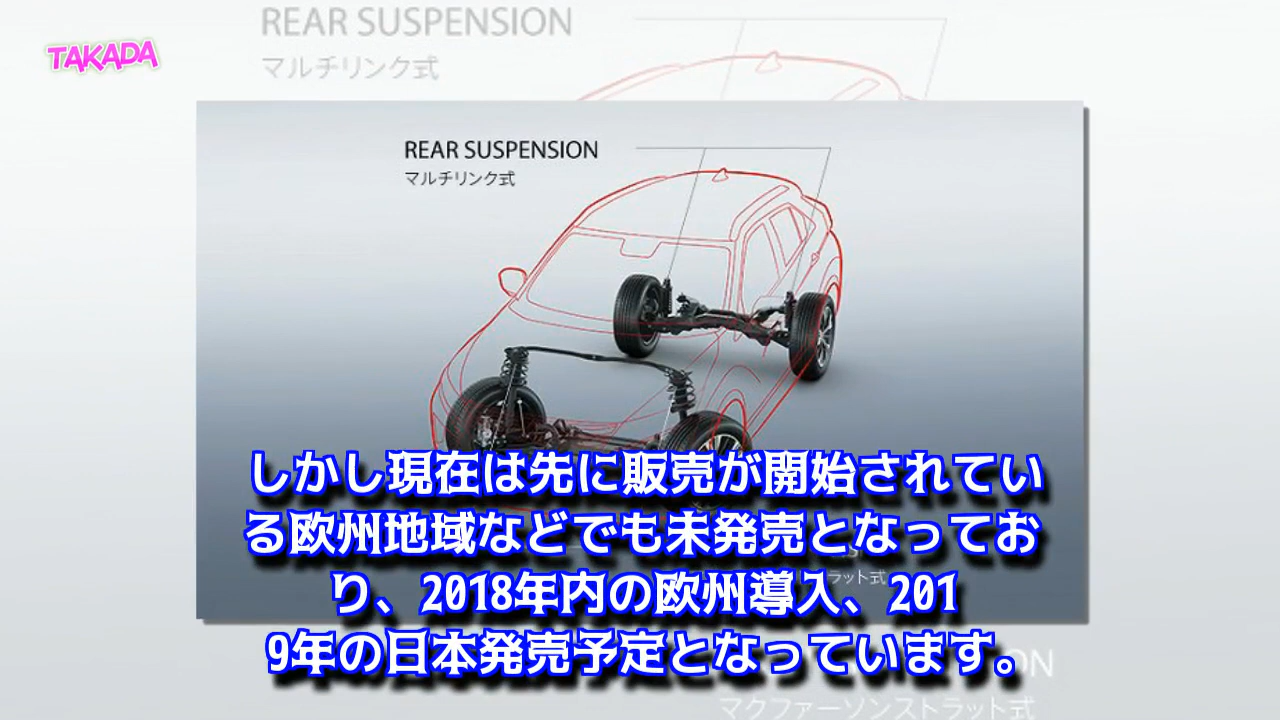 REAR SUSPENSION
マルチリンク式
TAKADA
REAR SUSPENSION
マルチリンク式
しかし現在は先に販売が開始されてい
る欧州地域などでも未発売となってお
り、2018年内の欧州導入、201
9年の日本発売予定となっています。
ラット式
ON
マクファーソンストラット式